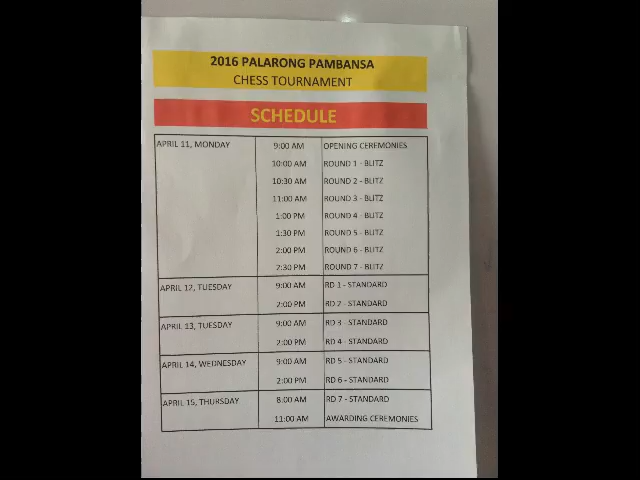 2016 PALARONG PAMBANSA
CHESS TOURNAMENT
SCHEDULE
APRIL 11, MONDAY 9:00 AM OPENING CEREMONIES
10:00 AM ROUND 1 - BLITZ
10:30 AM ROUND 2 - BLITZ
11:00 AM ROUND 3 - BLITZ
1:00 PM ROUND 4 - BLITZ
1:30 PM ROUND 5 - BLITZ
2:00 PM ROUND 6 - BLITZ
2:30 PM ROUND 7 - BLITZ
APRIL 12, TUESDAY 9:00 AM RD 1 - STANDARD
2:00 PM RD 2 - STANDARD
APRIL 13, TUESDAY 9:00 AM RD 3 - STANDARD
2:00 PM RD 4 - STANDARD
APRIL 14, WEDNESDAY 9:00 AM RD 5 - STANDARD
2:00 PM RD 6 - STANDARD
APRIL 15, THURSDAY 8:00 AM RD 7 - STANDARD
11:00 AM AWARDING CEREMONIES